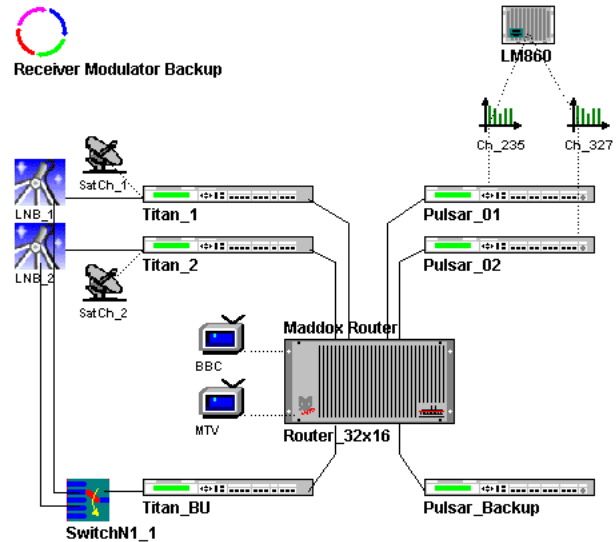 LM860
Receiver Modulator Backup
Ch_235
Ch_327
SatCh_1
LNB_1
Titan_1
Pulsar_01
LNB_2
Titan_2
Pulsar_02
SatCh_2
Maddox Router
BBC
MTV
Router_32x16
Titan_BU
Pulsar_Backup
SwitchN1_1